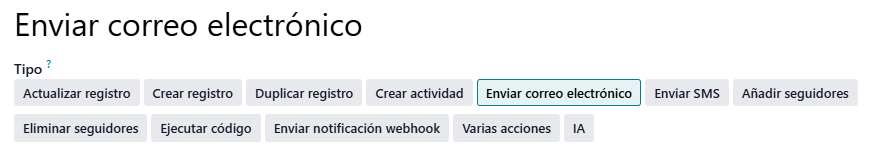 Enviar correo electrónico
Tipo ?
Actualizar registro Crear registro Duplicar registro Crear actividad Enviar correo electrónico Enviar SMS Añadir seguidores
Eliminar seguidores Ejecutar código Enviar notificación webhook Varias acciones IA